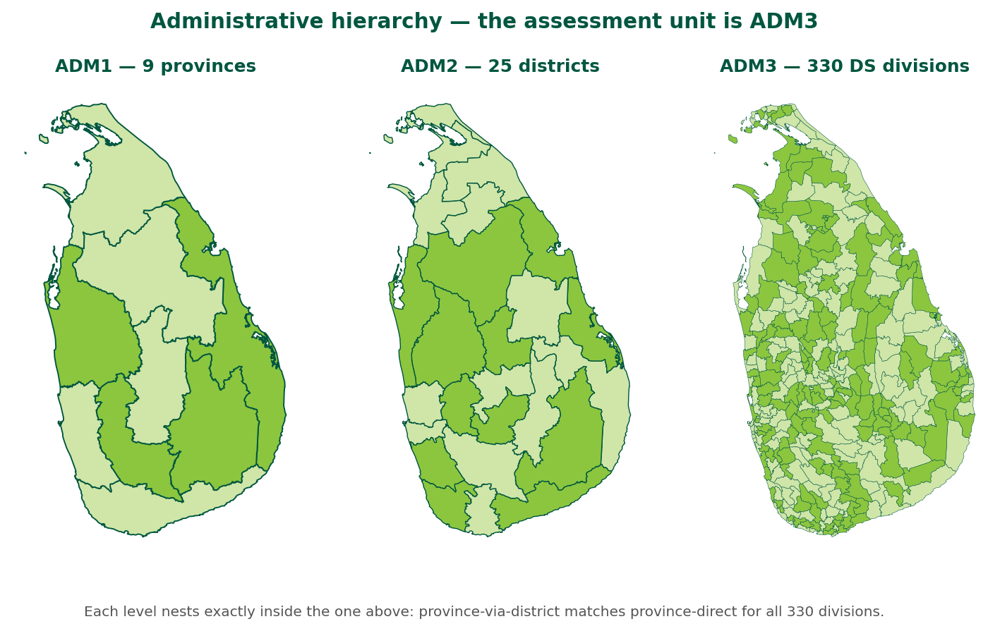 Administrative hierarchy — the assessment unit is ADM3
ADM1 — 9 provinces
ADM2 — 25 districts
ADM3 — 330 DS divisions
Each level nests exactly inside the one above: province-via-district matches province-direct for all 330 divisions.